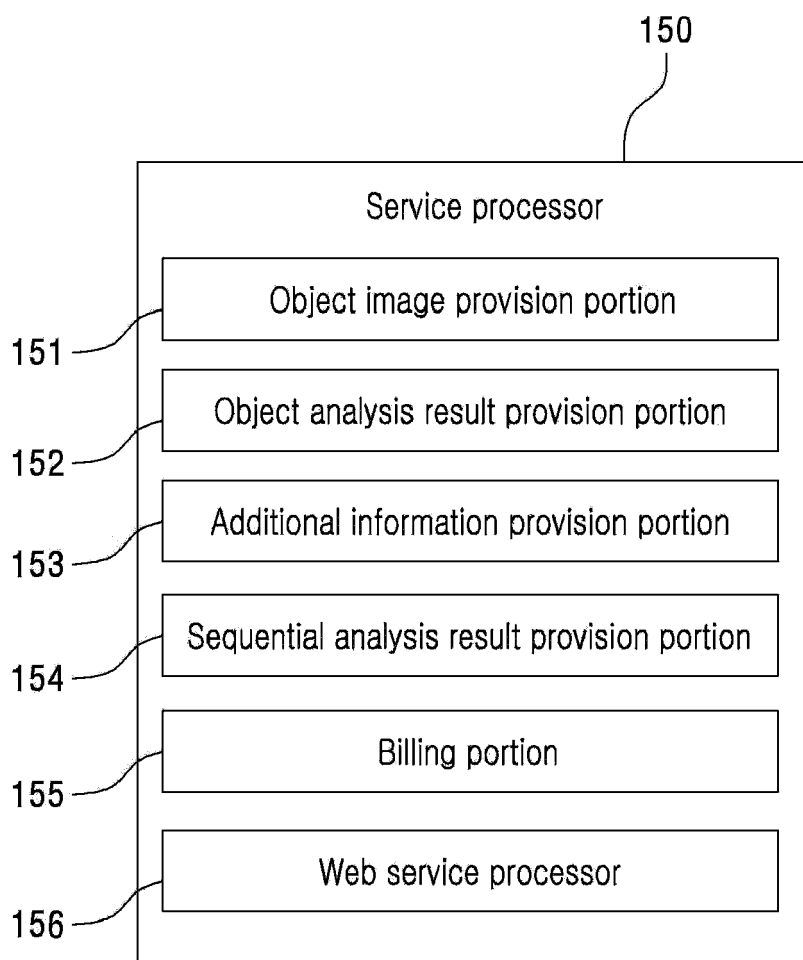 150
Service processor
Object image provision portion
151
Object analysis result provision portion
152
Additional information provision portion
153
Sequential analysis result provision portion
154
Billing portion
155
Web service processor
156